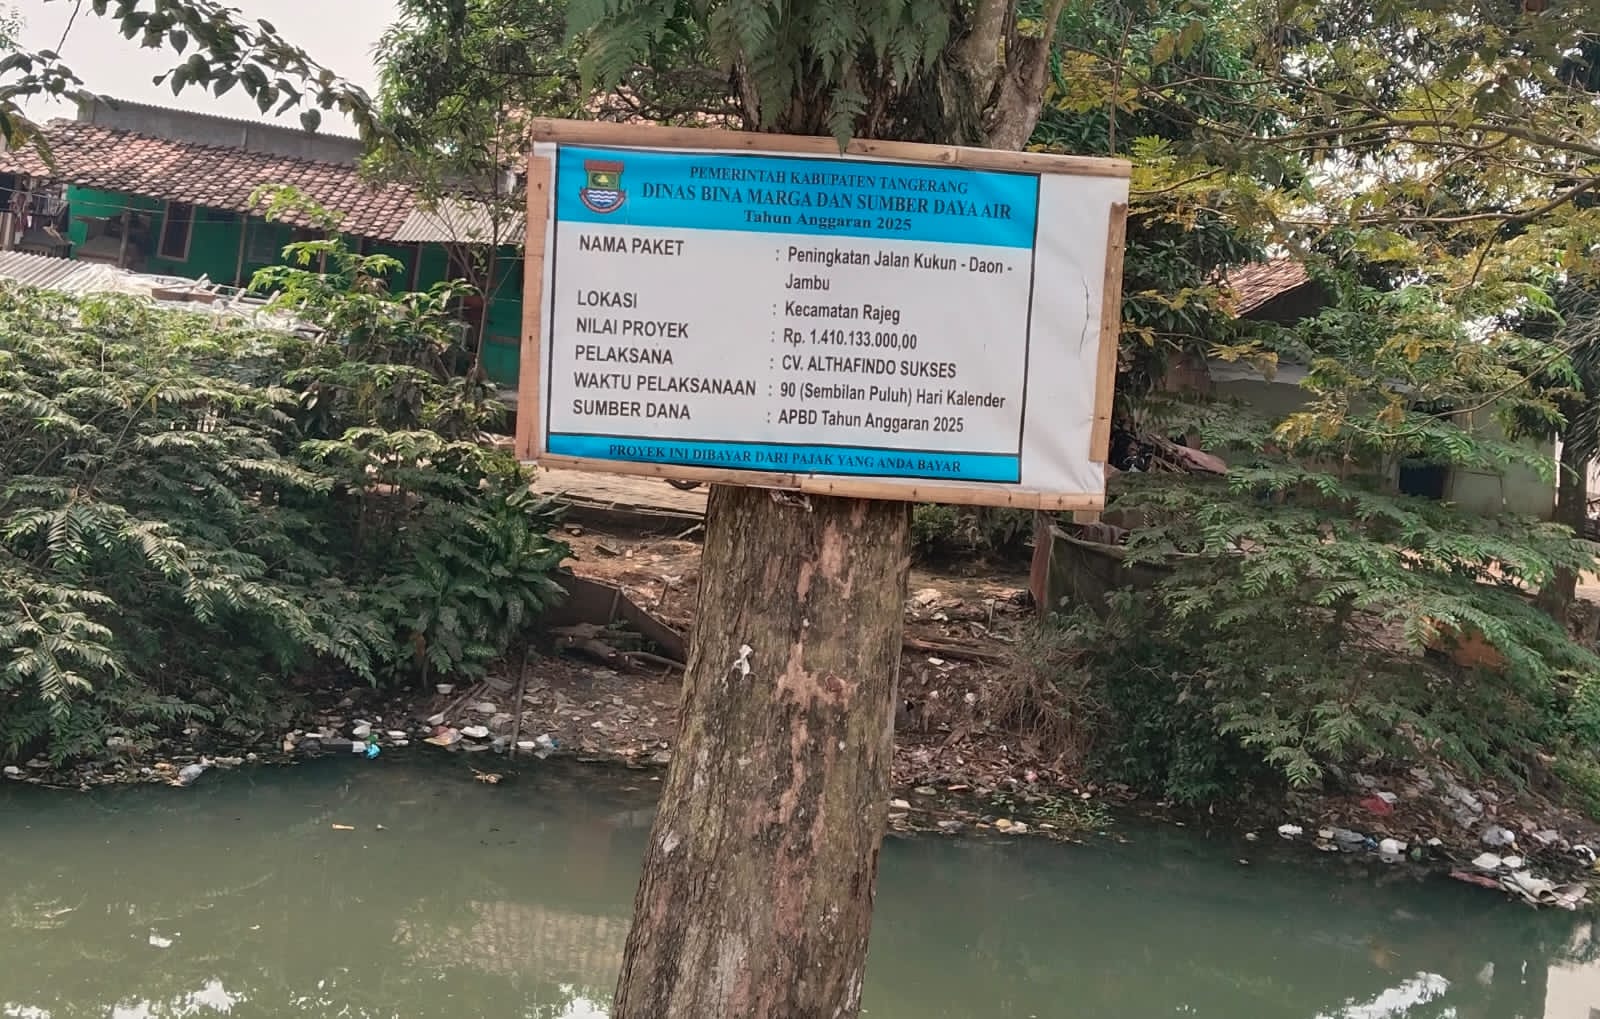 PEMERINTAH KABUPATEN TANGERANG
DINAS BINA MARGA DAN SUMBER DAYA AIR
Tahun Anggaran 2025
NAMA PAKET : Peningkatan Jalan Kukun - Daon -
Jambu
LOKASI : Kecamatan Rajeg
NILAI PROYEK : Rp. 1.410.133.000,00
PELAKSANA : CV. ALTHAFINDO SUKSES
WAKTU PELAKSANAAN : 90 (Sembilan Puluh) Hari Kalender
SUMBER DANA : APBD Tahun Anggaran 2025
PROYEK INI DIBAYAR DARI PAJAK YANG ANDA BAYAR